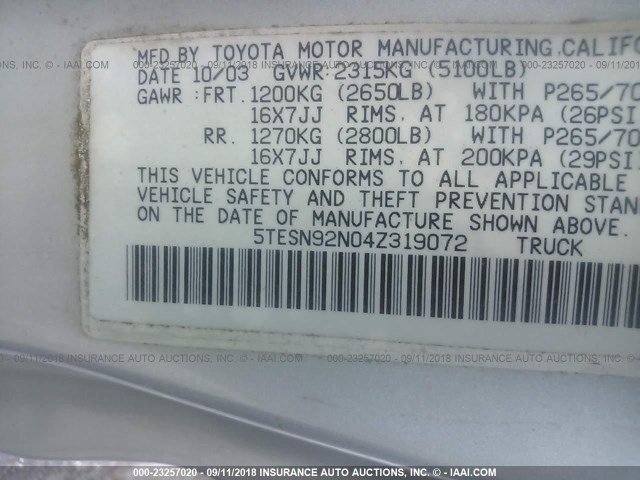 MFD BY TOYOTA MOTOR MANUFACTURING.CALIFO
DATE 10/03 GVWR:2315KG (5100LB)
GAWR :FRT.1200KG (2650LB) WITH P265/70
16X7JJ RIMS. AT 180KPA (26PSI
RR. 1270KG (2800LB) WITH P265/70
16X7JJ RIMS. AT 200KPA (29PSI.
THIS VEHICLE CONFORMS TO ALL APPLICABLE
VEHICLE SAFETY AND THEFT PREVENTION STAN
ON THE DATE OF MANUFACTURE SHOWN ABOVE.
5TESN92N04Z319072 TRUCK
000-23257020 - 09/11/2018 INSURANCE AUTO AUCTIONS, INC. - IAAI.COM